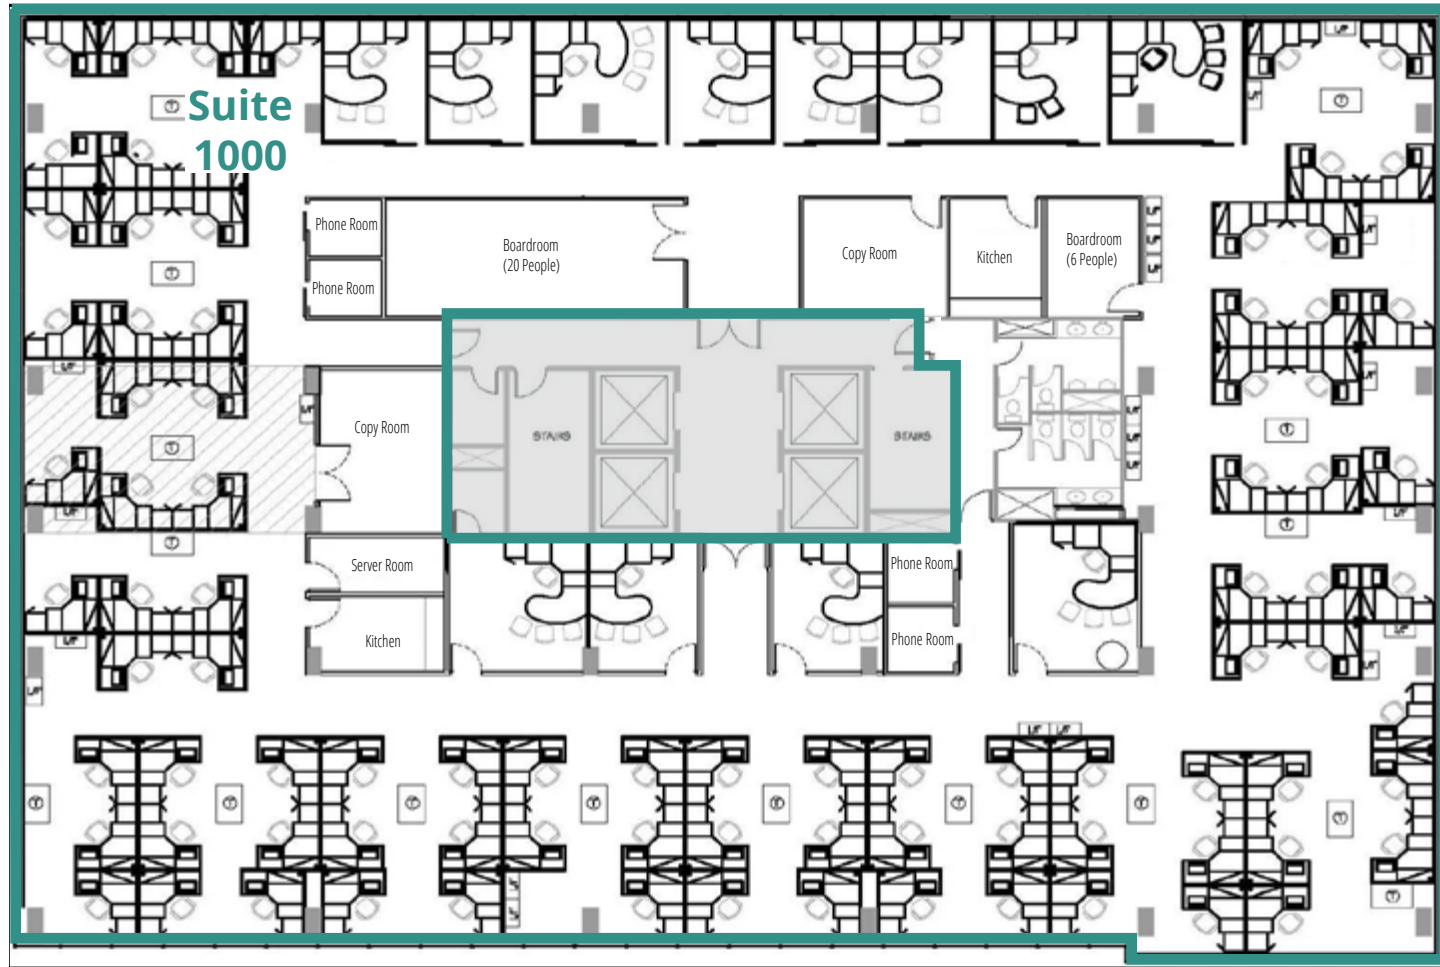 Suite
1000
Phone Room
Boardroom
(20 People)
Copy Room
Kitchen
Boardroom
(6 People)
Phone Room
Copy Room
STAIRS
STAIRS
Server Room
Phone Room
Kitchen
Phone Room